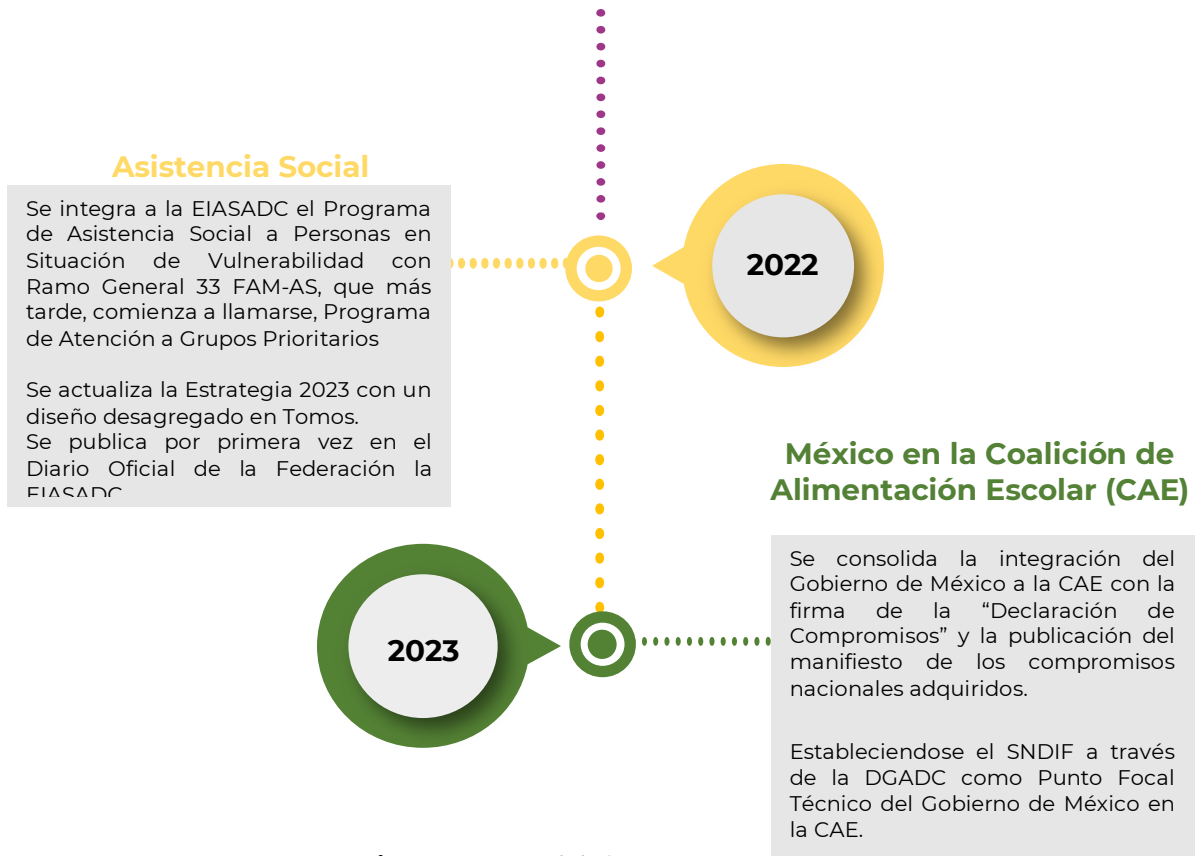 Asistencia Social
Se integra a la EIASADC el Programa
de Asistencia Social a Personas en
Situación de Vulnerabilidad con
Ramo General 33 FAM-AS, que más
tarde, comienza a llamarse, Programa
de Atención a Grupos Prioritarios
Se actualiza la Estrategia 2023 con un
diseño desagregado en Tomos.
Se publica por primera vez en el
Diario Oficial de la Federación la
EIASADC
2022
México en la Coalición de
Alimentación Escolar (CAE)
2023
Se consolida la integración del
Gobierno de México a la CAE con la
firma de la “Declaración de
Compromisos” y la publicación del
manifiesto de los compromisos
nacionales adquiridos.
Estableciendose el SNDIF a través
de la DGADC como Punto Focal
Técnico del Gobierno de México en
la CAE.